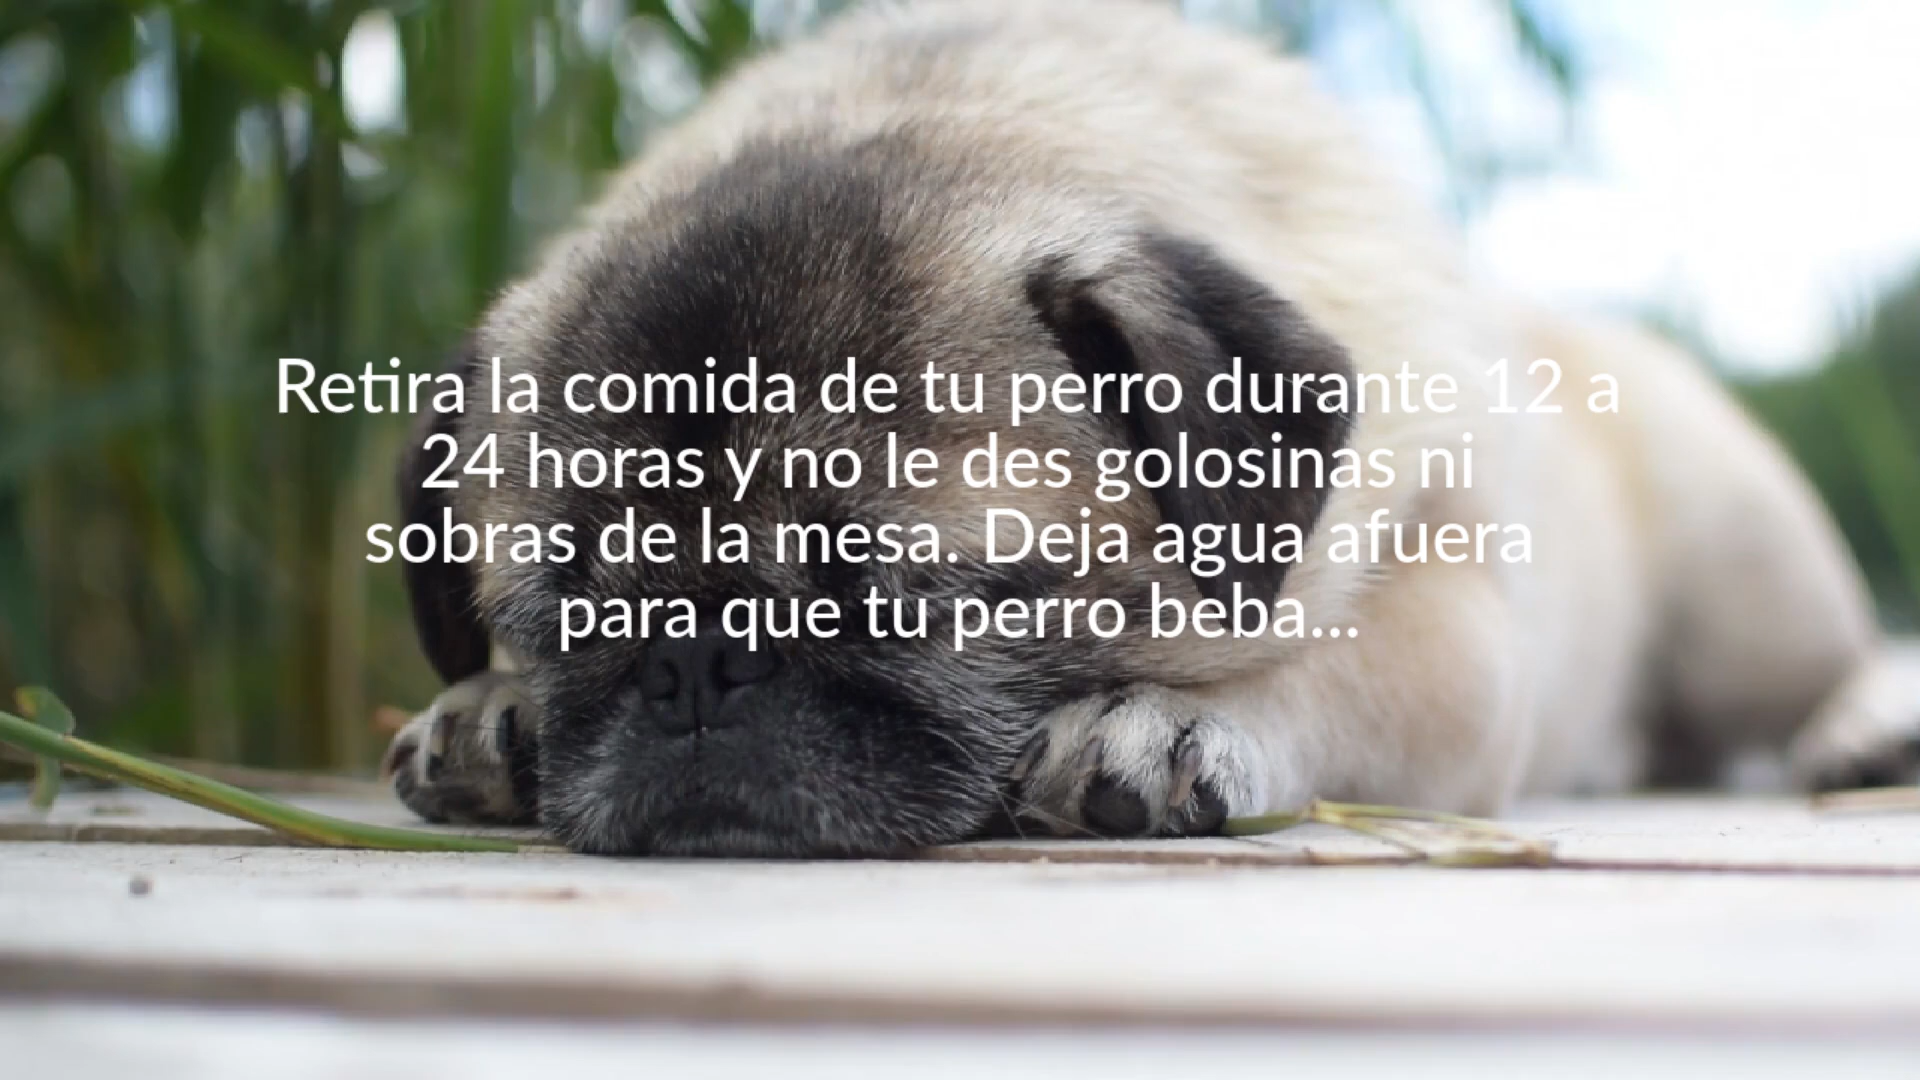 Retira la comida de tu perro durante 12 a
24 horas y no le des golosinas ni
sobras de la mesa. Deja agua afuera
para que tu perro beba...